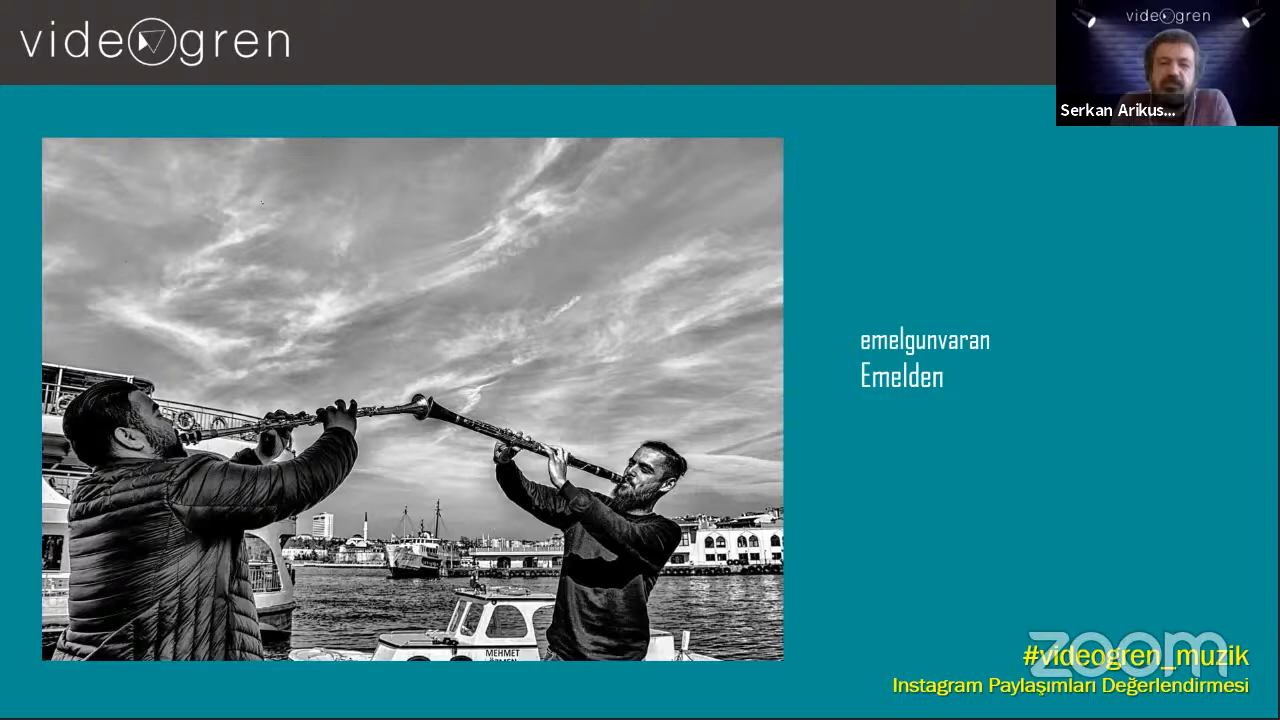 videogren
videogren
Serkan Arikus...
emelgunvaran
Emelden
MEHMET
zoom
#videogren_muzik
Instagram Paylaşımları Değerlendirmesi